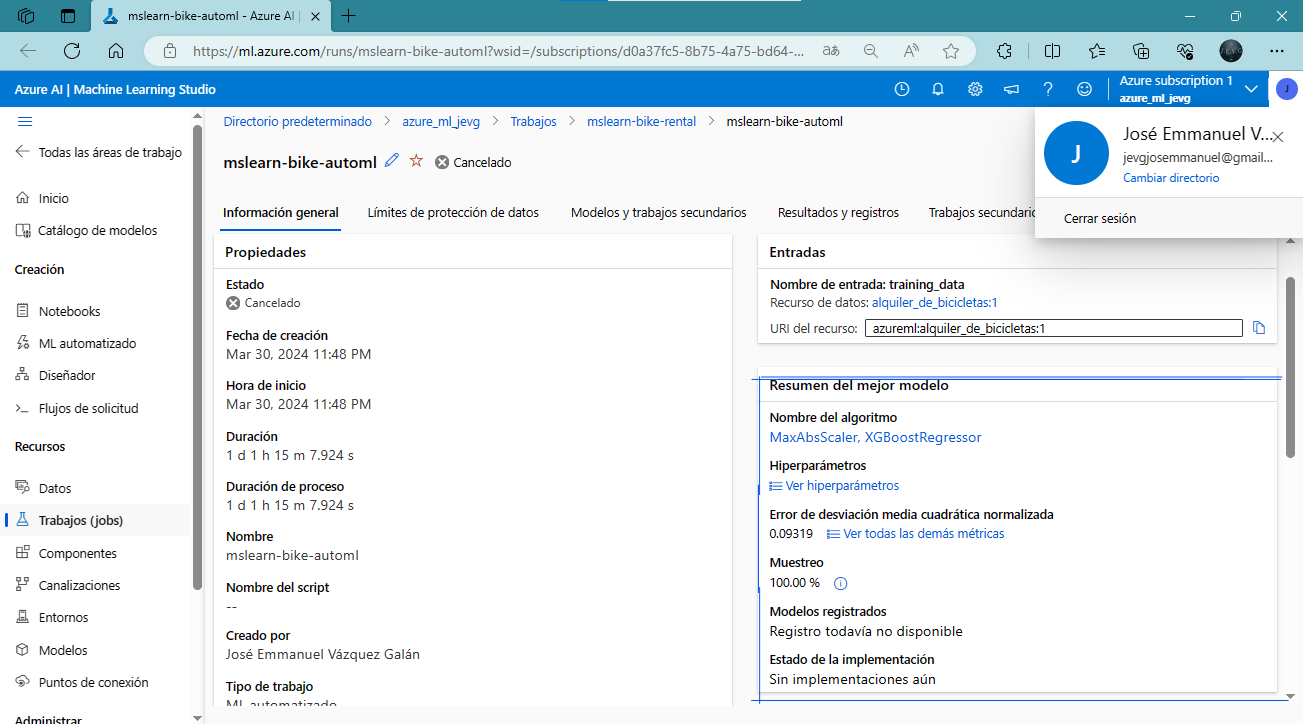 mslearn-bike-automl - Azure AI |
https://ml.azure.com/runs/mslearn-bike-automl?wsid=/subscriptions/d0a37fc5-8b75-4a75-bd64-...
Azure AI | Machine Learning Studio
Azure subscription 1
azure_ml_jevg
J
Directorio predeterminado > azure_ml_jevg > Trabajos > mslearn-bike-rental > mslearn-bike-automl
J
José Emmanuel V...
jevgjosemmanuel@gmail...
Cambiar directorio
Cerrar sesión
Todas las áreas de trabajo
Inicio
Catálogo de modelos
Creación
Notebooks
ML automatizado
Diseñador
Flujos de solicitud
Recursos
Datos
Trabajos (jobs)
Componentes
Canalizaciones
Entornos
Modelos
Puntos de conexión
Administrar
mslearn-bike-automl Cancelado
Información general Límites de protección de datos Modelos y trabajos secundarios Resultados y registros Trabajos secundario
Propiedades
Estado
Cancelado
Fecha de creación
Mar 30, 2024 11:48 PM
Hora de inicio
Mar 30, 2024 11:48 PM
Duración
1 d 1 h 15 m 7.924 s
Duración de proceso
1 d 1 h 15 m 7.924 s
Nombre
mslearn-bike-automl
Nombre del script
--
Creado por
José Emmanuel Vázquez Galán
Tipo de trabajo
ML automatizado
Entradas
Nombre de entrada: training_data
Recurso de datos: alquiler_de_bicicletas:1
URI del recurso: azureml:alquiler_de_bicicletas:1
Resumen del mejor modelo
Nombre del algoritmo
MaxAbsScaler, XGBoostRegressor
Hiperparámetros
Ver hiperparámetros
Error de desviación media cuadrática normalizada
0.09319 Ver todas las demás métricas
Muestreo
100.00 %
Modelos registrados
Registro todavía no disponible
Estado de la implementación
Sin implementaciones aún